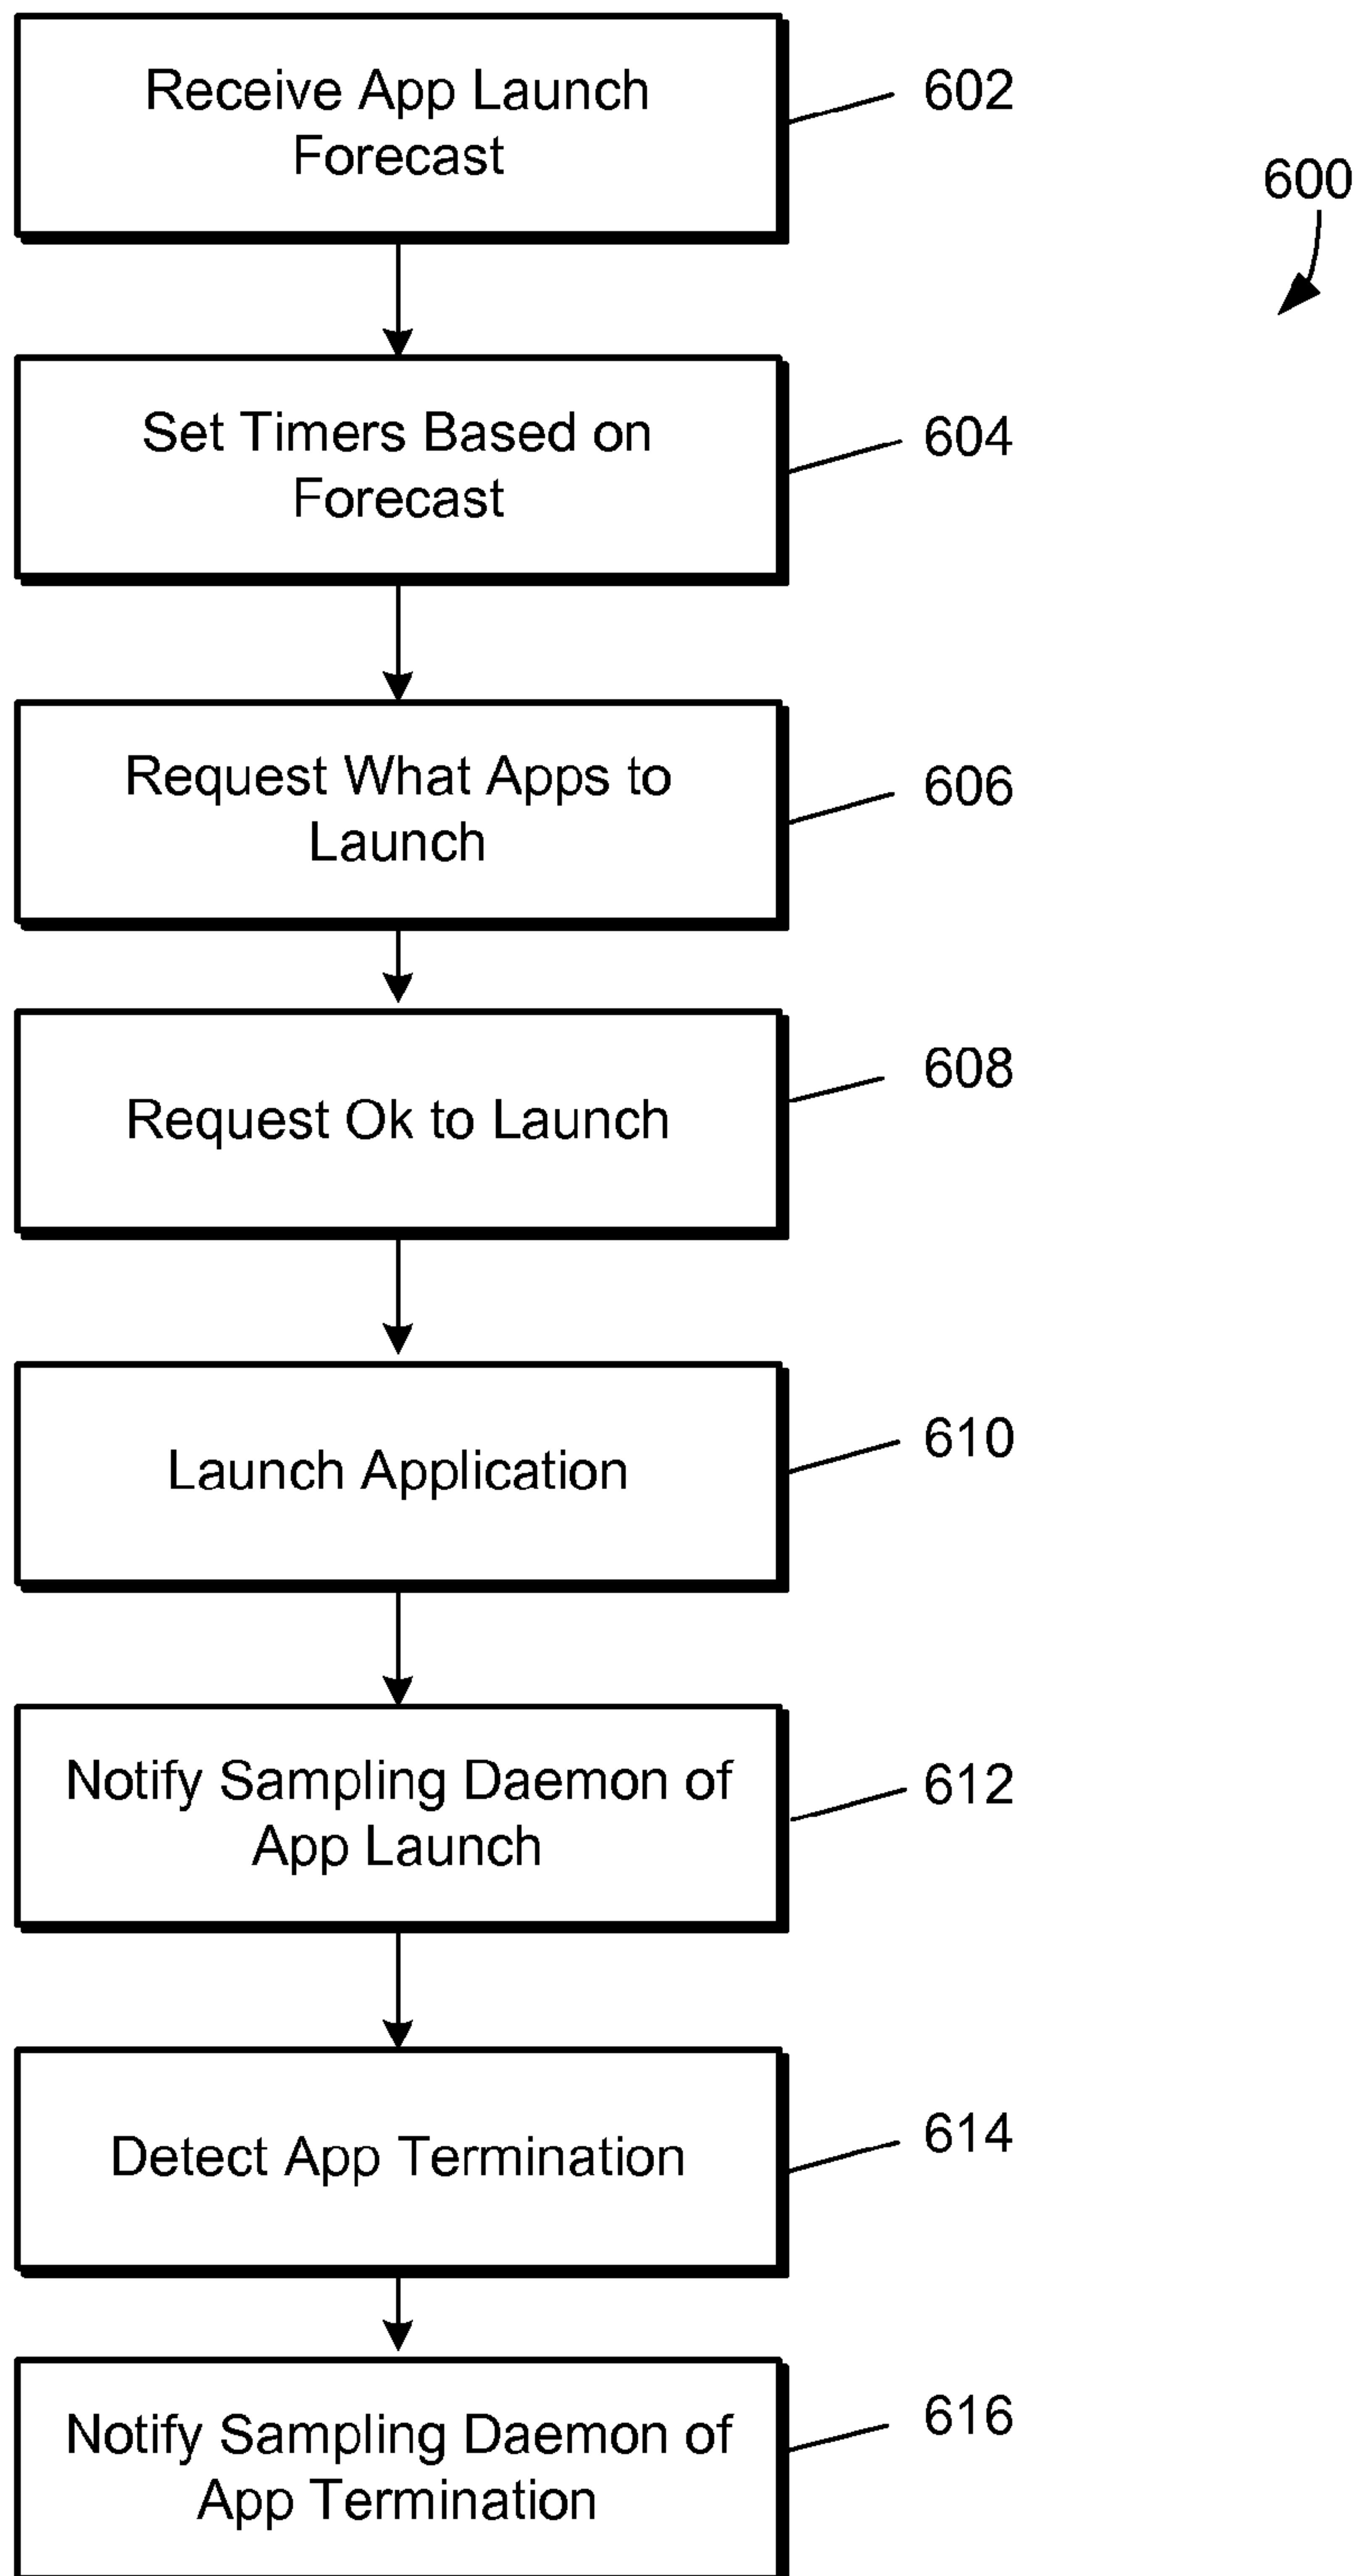 Receive App Launch
Forecast
602
600
Set Timers Based on
Forecast
604
Request What Apps to
Launch
606
Request Ok to Launch
608
Launch Application
610
Notify Sampling Daemon of
App Launch
612
Detect App Termination
614
Notify Sampling Daemon of
App Termination
616